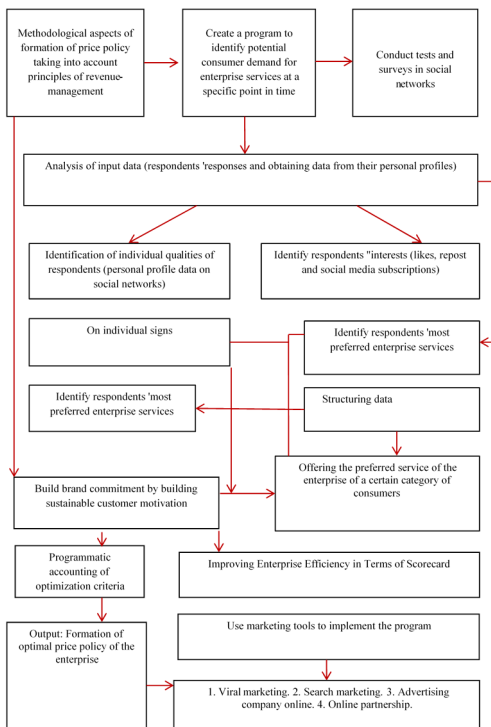 Methodological aspects of
formation of price policy
taking into account
principles of revenue-
management
Create a program to
identify potential
consumer demand for
enterprise services at a
specific point in time
Conduct tests and
surveys in social
networks
Analysis of input data (respondents 'responses and obtaining data from their personal profiles)
Identification of individual qualities of
respondents (personal profile data on
social networks)
Identify respondents "interests (likes, repost
and social media subscriptions)
On individual signs
Identify respondents 'most
preferred enterprise services
Identify respondents 'most
preferred enterprise services
Structuring data
Build brand commitment by building
sustainable customer motivation
Offering the preferred service of the
enterprise of a certain category of
consumers
Programmatic
accounting of
optimization criteria
Improving Enterprise Efficiency in Terms of Scorecard
Output: Formation of
optimal price policy of the
enterprise
Use marketing tools to implement the program
1. Viral marketing. 2. Search marketing. 3. Advertising
company online. 4. Online partnership.